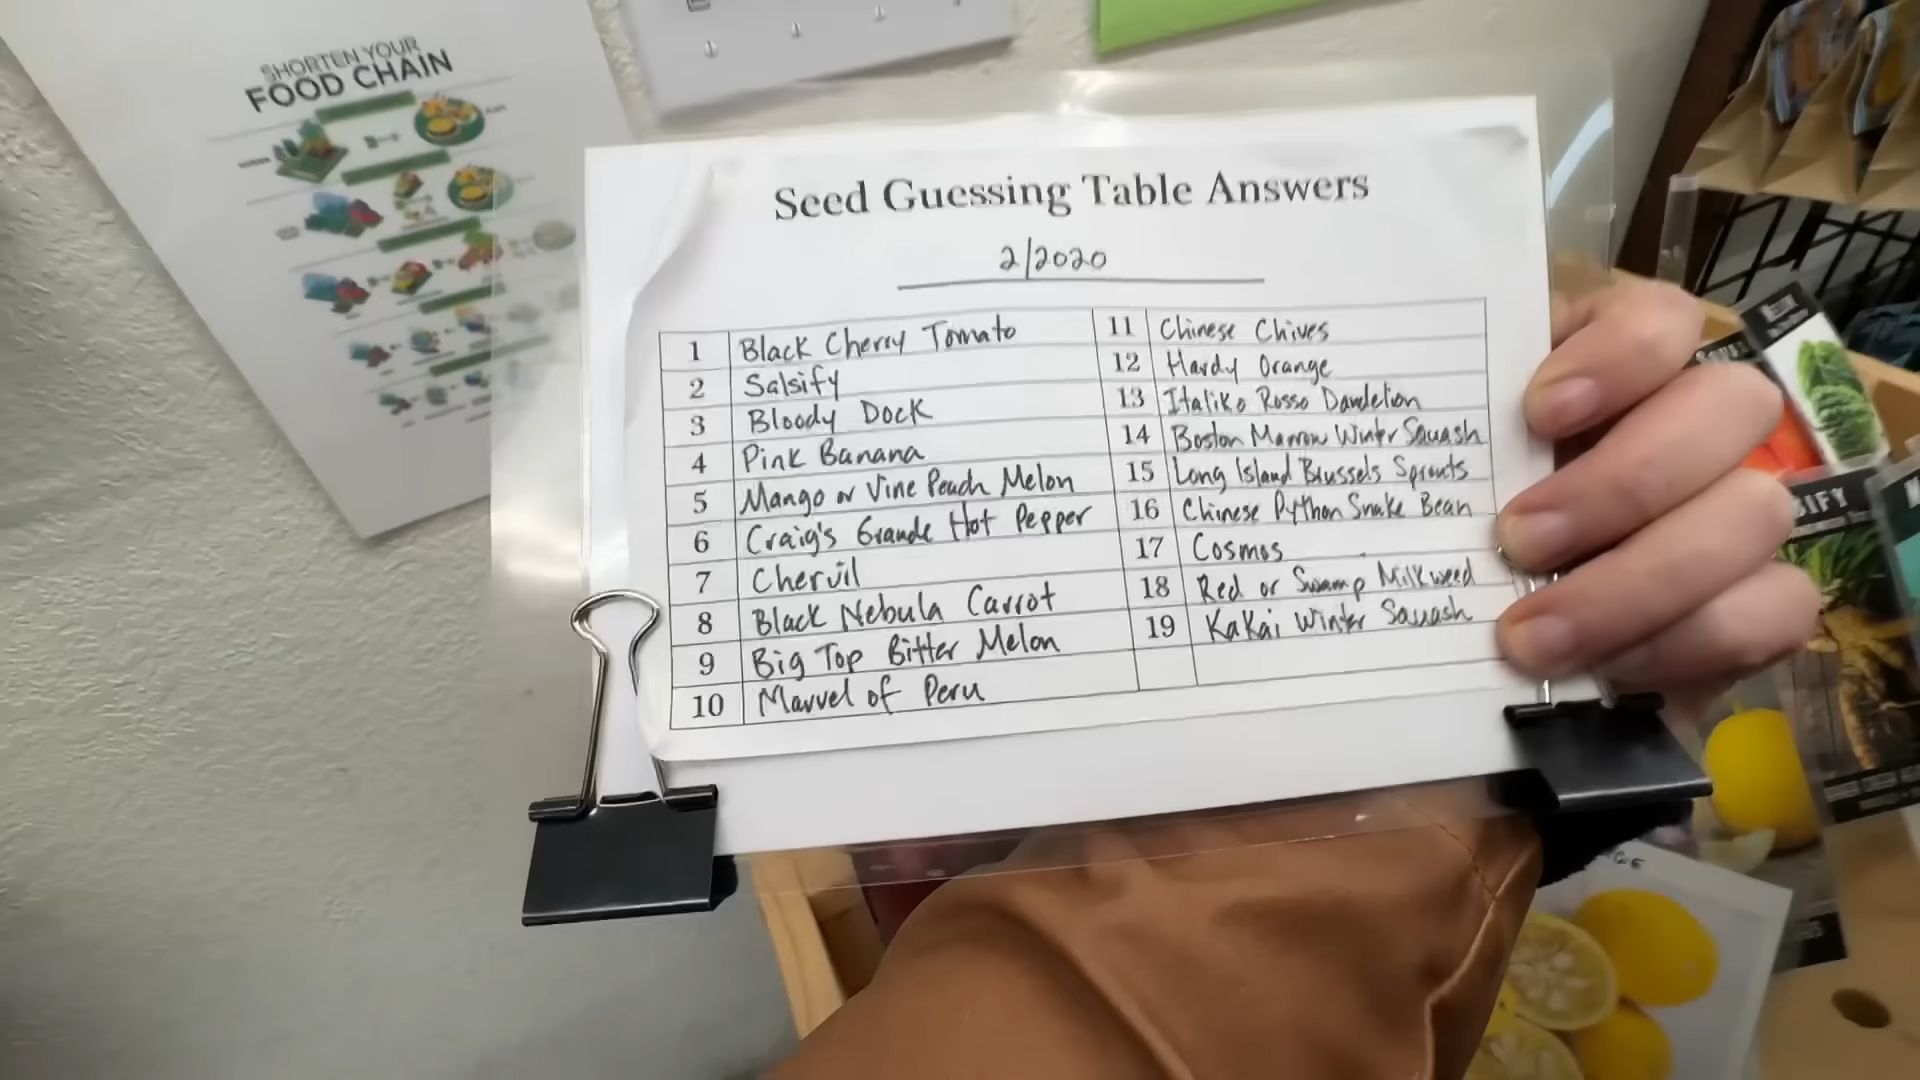 SHORTEN YOUR
FOOD CHAIN
Seed Guessing Table Answers
2/2020
1 Black Cherry Tomato
2 Salsify
3 Bloody Dock
4 Pink Banana
5 Mango or Vine Peach Melon
6 Craig's Grande Hot Pepper
7 Chervil
8 Black Nebula Carrot
9 Big Top Bitter Melon
10 Marvel of Peru
11 Chinese Chives
12 Hardy Orange
13 Italiko Rosso Dandelion
14 Boston Marrow Winter Squash
15 Long Island Brussels Sprouts
16 Chinese Python Snake Bean
17 Cosmos
18 Red or Swamp Milkweed
19 Kakai Winter Squash